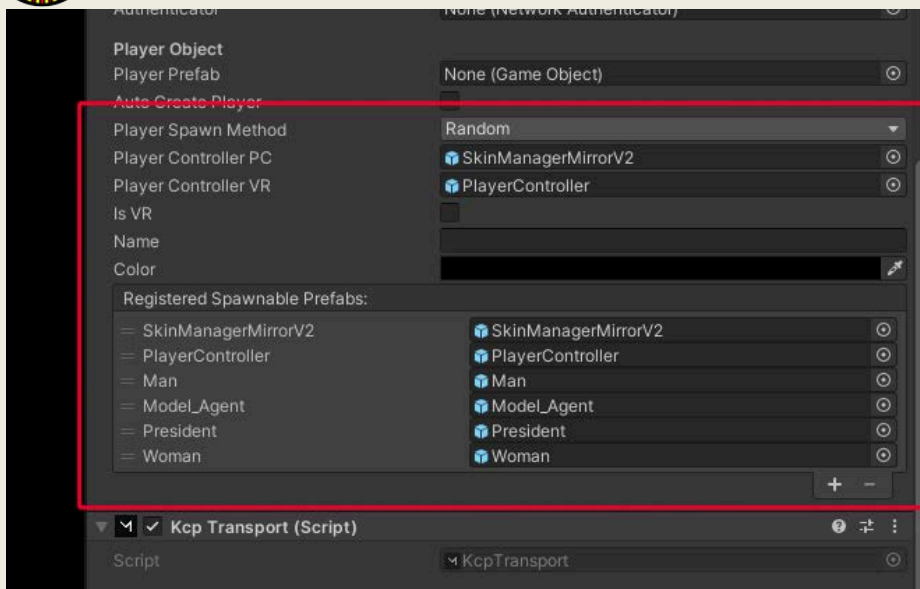 Authenticator None (Network Authenticator)
Player Object
Player Prefab None (Game Object)
Auto Create Player
Player Spawn Method Random
Player Controller PC SkinManagerMirrorV2
Player Controller VR PlayerController
Is VR
Name
Color
Registered Spawnable Prefabs:
SkinManagerMirrorV2 SkinManagerMirrorV2
PlayerController PlayerController
Man Man
Model_Agent Model_Agent
President President
Woman Woman
+ −
Kcp Transport (Script)
Script KcpTransport